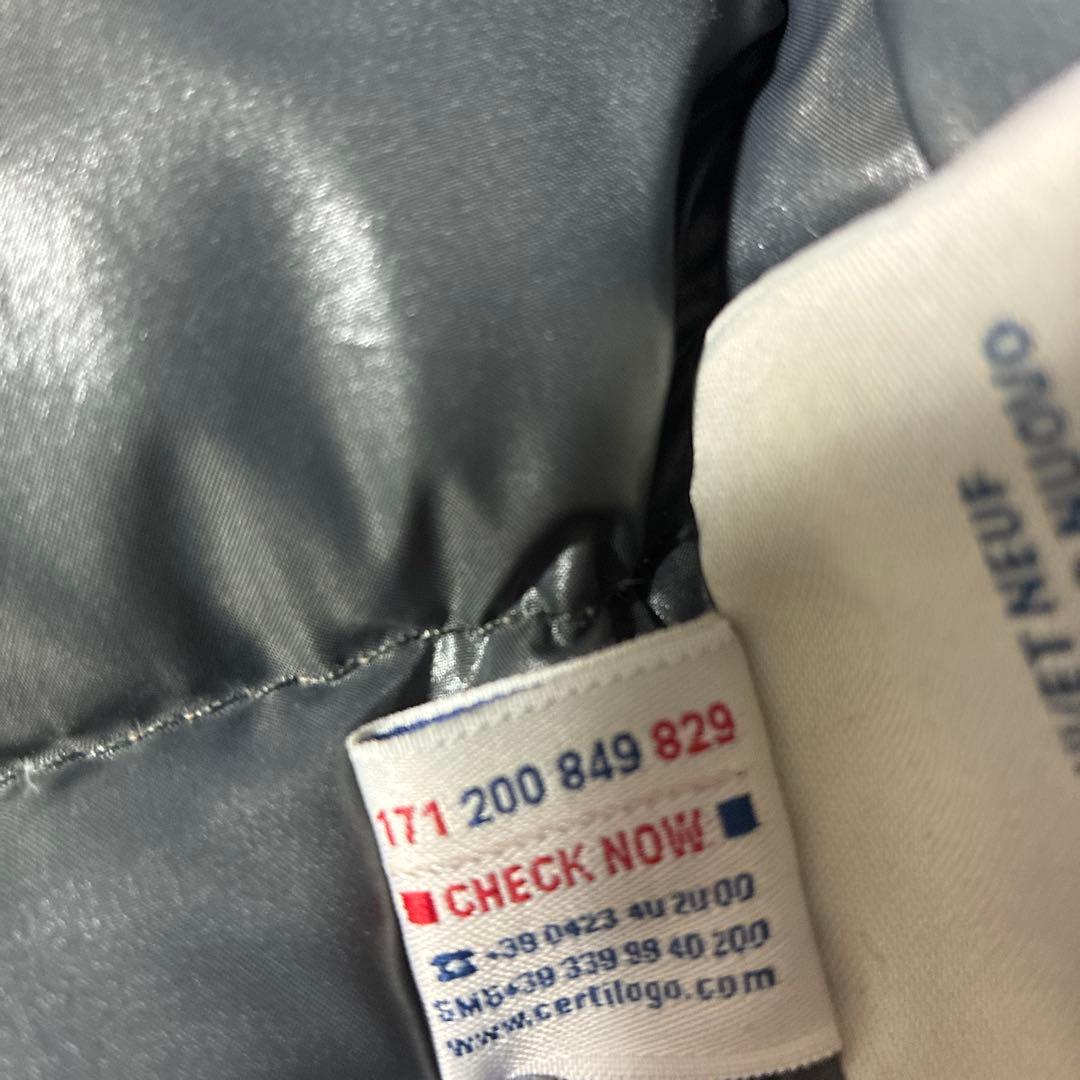 171 200 849 829
CHECK NOW
+39 0423 40 20 00
SMS+39 339 99 40 200
www.certilogo.com
NUOVO
NEUF